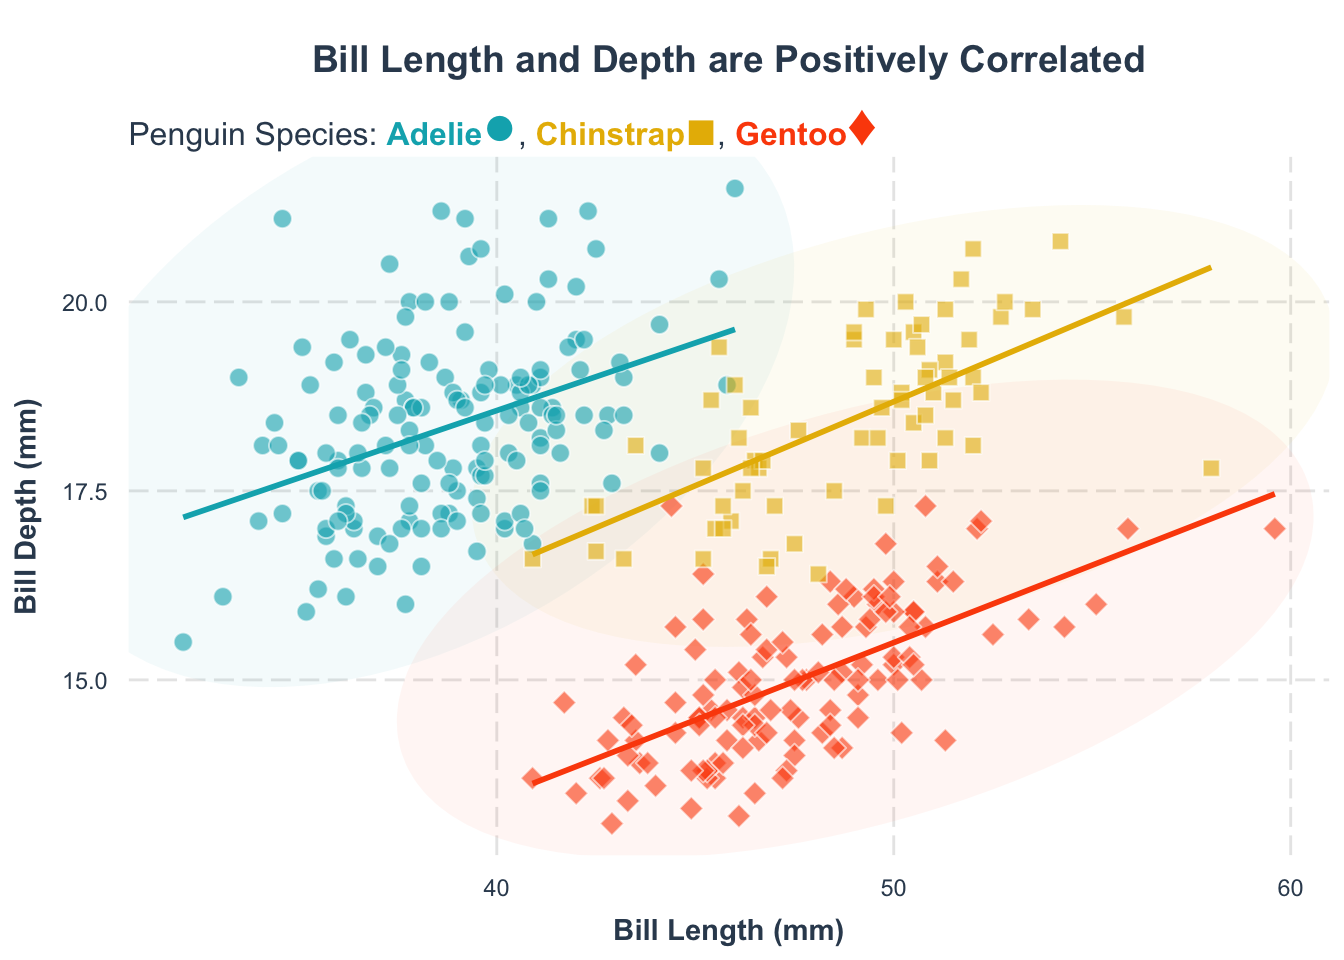 Bill Length and Depth are Positively Correlated
Penguin Species: Adelie, Chinstrap, Gentoo
20.0
17.5
15.0
Bill Depth (mm)
40 50 60
Bill Length (mm)